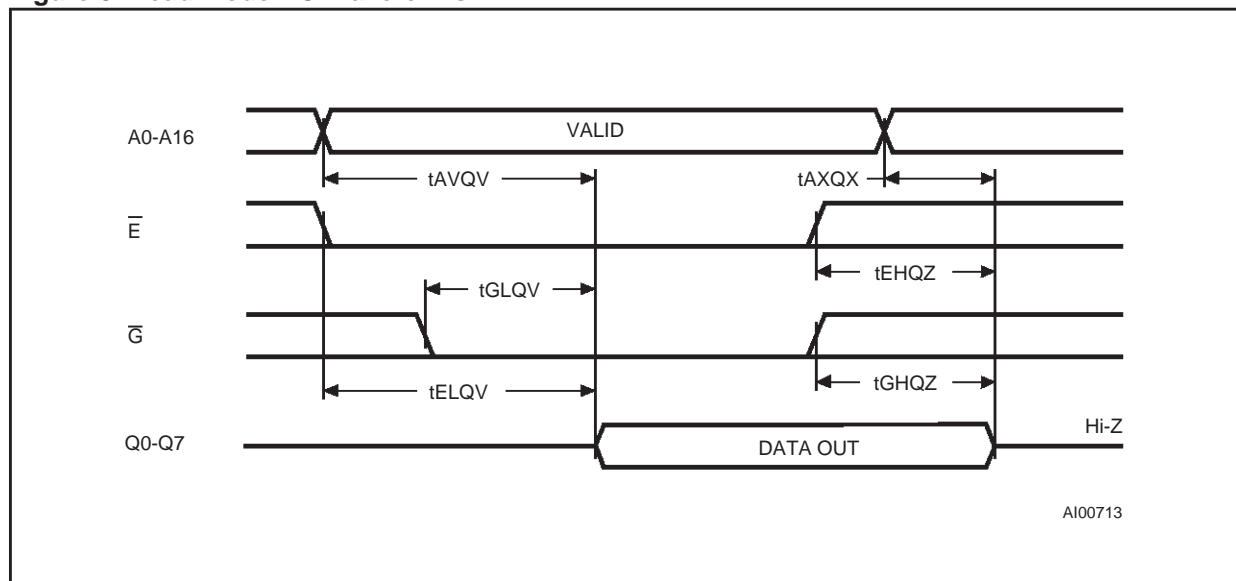 A0-A16
VALID
tAVQV
tAXQX
E
tEHQZ
tGLQV
G
tELQV
tGHQZ
Q0-Q7
DATA OUT
Hi-Z
AI00713